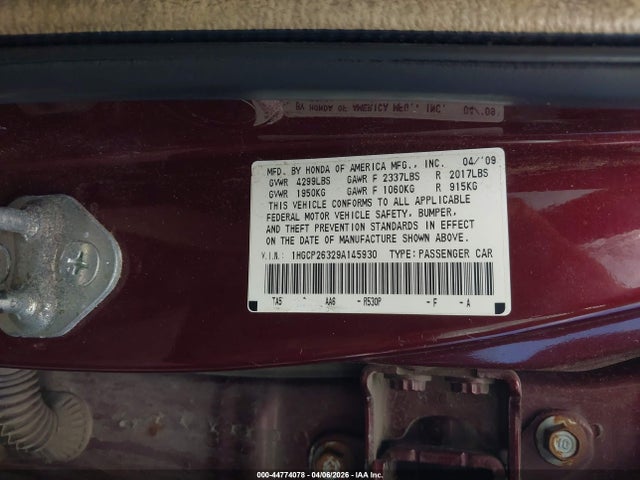 MFD. BY HONDA OF AMERICA MFG., INC. 04/'09
GVWR 4299LBS GAWR F 2337LBS R 2017LBS
GVWR 1950KG GAWR F 1060KG R 915KG
THIS VEHICLE CONFORMS TO ALL APPLICABLE
FEDERAL MOTOR VEHICLE SAFETY, BUMPER,
AND THEFT PREVENTION STANDARDS IN EFFECT
ON THE DATE OF MANUFACTURE SHOWN ABOVE.
V.I.N.: 1HGCP26329A145930 TYPE: PASSENGER CAR
TA5 - AA6 - R530P - F - A
10
000-44774078 - 04/06/2026 - © IAA, Inc.